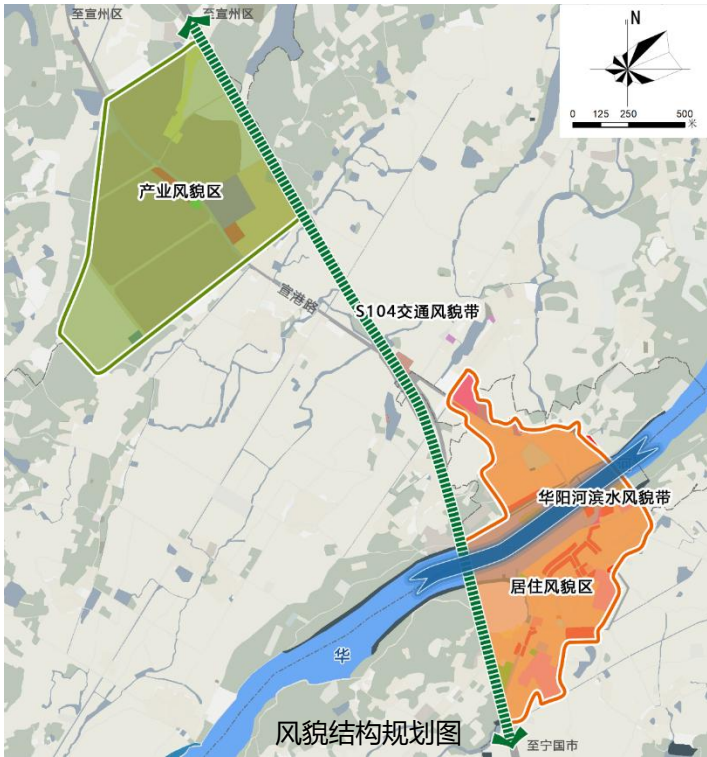 至宣州区
至宣州区
N
0 125 250 500
米
产业风貌区
宣港路
S104交通风貌带
华阳河滨水风貌带
居住风貌区
华
风貌结构规划图
至宁国市